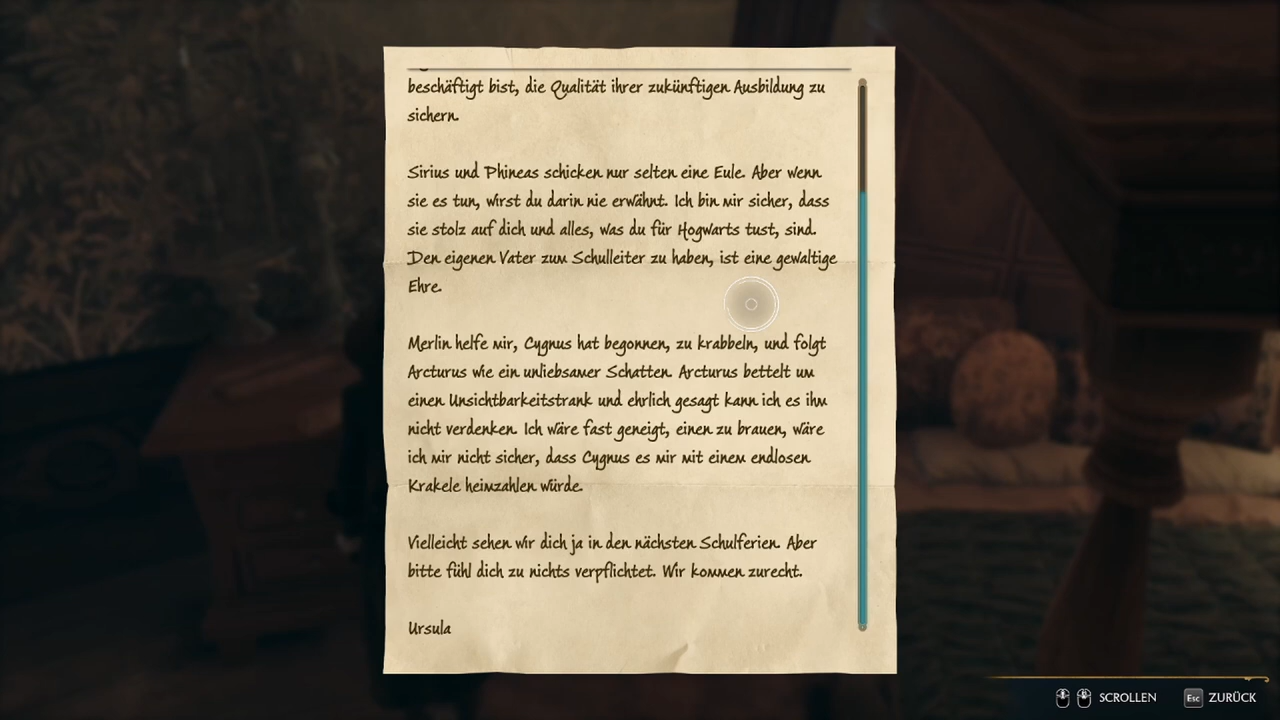 beschäftigt bist, die Qualität ihrer zukünftigen Ausbildung zu
sichern.
Sirius und Phineas schicken nur selten eine Eule. Aber wenn
sie es tun, wirst du darin nie erwähnt. Ich bin mir sicher, dass
sie stolz auf dich und alles, was du für Hogwarts tust, sind.
Den eigenen Vater zum Schulleiter zu haben, ist eine gewaltige
Ehre.
Merlin helfe mir, Cygnus hat begonnen, zu krabbeln, und folgt
Arcturus wie ein unliebsamer Schatten. Arcturus bettelt um
einen Unsichtbarkeitstrank und ehrlich gesagt kann ich es ihm
nicht verdenken. Ich wäre fast geneigt, einen zu brauen, wäre
ich mir nicht sicher, dass Cygnus es mir mit einem endlosen
Krakele heimzahlen würde.
Vielleicht sehen wir dich ja in den nächsten Schulferien. Aber
bitte fühl dich zu nichts verpflichtet. Wir kommen zurecht.
Ursula
SCROLLEN Esc ZURÜCK